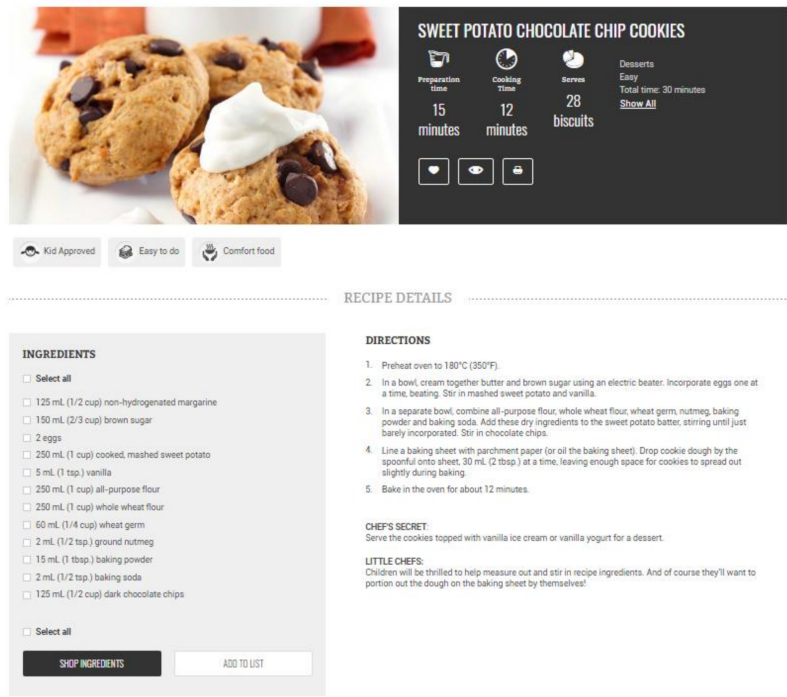 SWEET POTATO CHOCOLATE CHIP COOKIES
Preparation
time
15
minutes
Cooking
Time
12
minutes
Serves
28
biscuits
Desserts
Easy
Total time: 30 minutes
Show All
Kid Approved
Easy to do
Comfort food
RECIPE DETAILS
INGREDIENTS
Select all
125 mL (1/2 cup) non-hydrogenated margarine
150 mL (2/3 cup) brown sugar
2 eggs
250 mL (1 cup) cooked, mashed sweet potato
5 mL (1 tsp.) vanilla
250 mL (1 cup) all-purpose flour
250 mL (1 cup) whole wheat flour
60 mL (1/4 cup) wheat germ
2 mL (1/2 tsp.) ground nutmeg
15 mL (1 tbsp.) baking powder
2 mL (1/2 tsp.) baking soda
125 mL (1/2 cup) dark chocolate chips
Select all
SHOP INGREDIENTS
ADD TO LIST
DIRECTIONS
1. Preheat oven to 180°C (350°F).
2. In a bowl, cream together butter and brown sugar using an electric beater. Incorporate eggs one at
a time, beating. Stir in mashed sweet potato and vanilla.
3. In a separate bowl, combine all-purpose flour, whole wheat flour, wheat germ, nutmeg, baking
powder and baking soda. Add these dry ingredients to the sweet potato batter, stirring until just
barely incorporated. Stir in chocolate chips.
4. Line a baking sheet with parchment paper (or oil the baking sheet). Drop cookie dough by the
spoonful onto sheet, 30 mL (2 tbsp.) at a time, leaving enough space for cookies to spread out
slightly during baking.
5. Bake in the oven for about 12 minutes.
CHEF'S SECRET:
Serve the cookies topped with vanilla ice cream or vanilla yogurt for a dessert.
LITTLE CHEFS:
Children will be thrilled to help measure out and stir in recipe ingredients. And of course they'll want to
portion out the dough on the baking sheet by themselves!